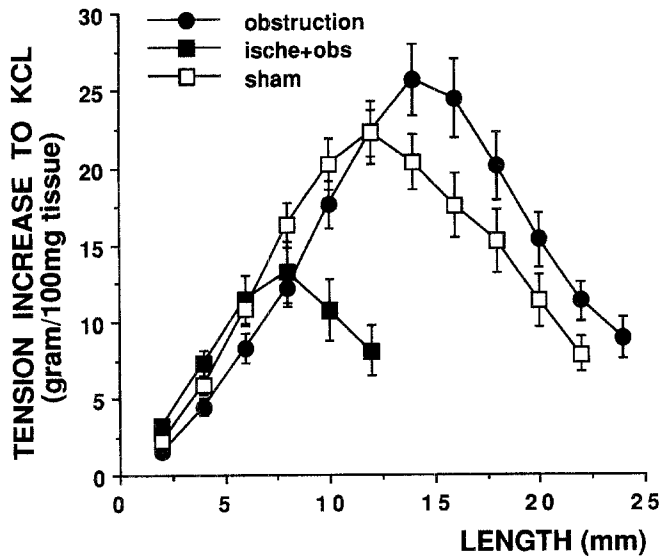 obstruction
ische+obs
sham
TENSION INCREASE TO KCL
(gram/100mg tissue)
30
25
20
15
10
5
0
0 5 10 15 20 25
LENGTH (mm)